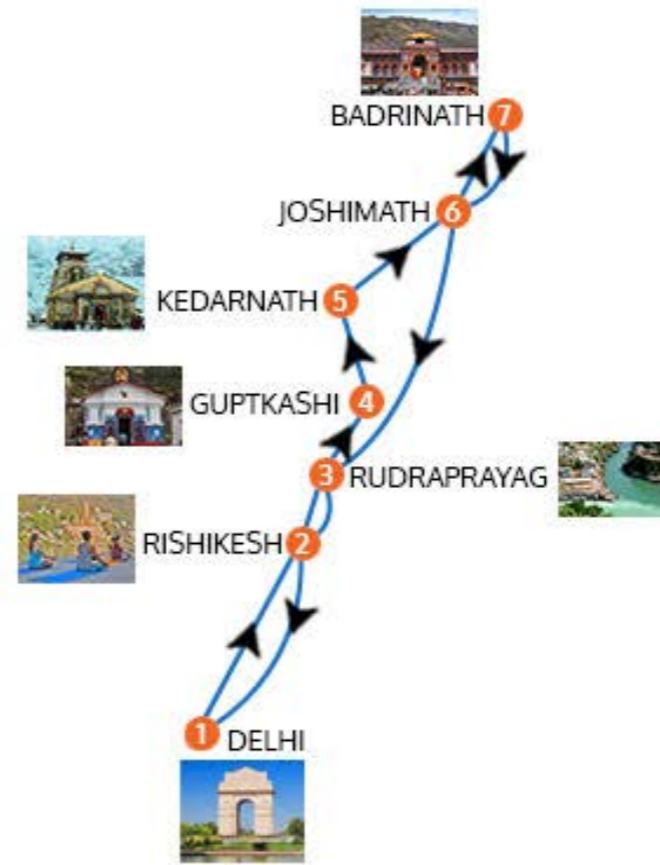 BADRINATH 7
JOSHIMATH 6
KEDARNATH 5
GUPTKASHI 4
3 RUDRAPRAYAG
RISHIKESH 2
1 DELHI